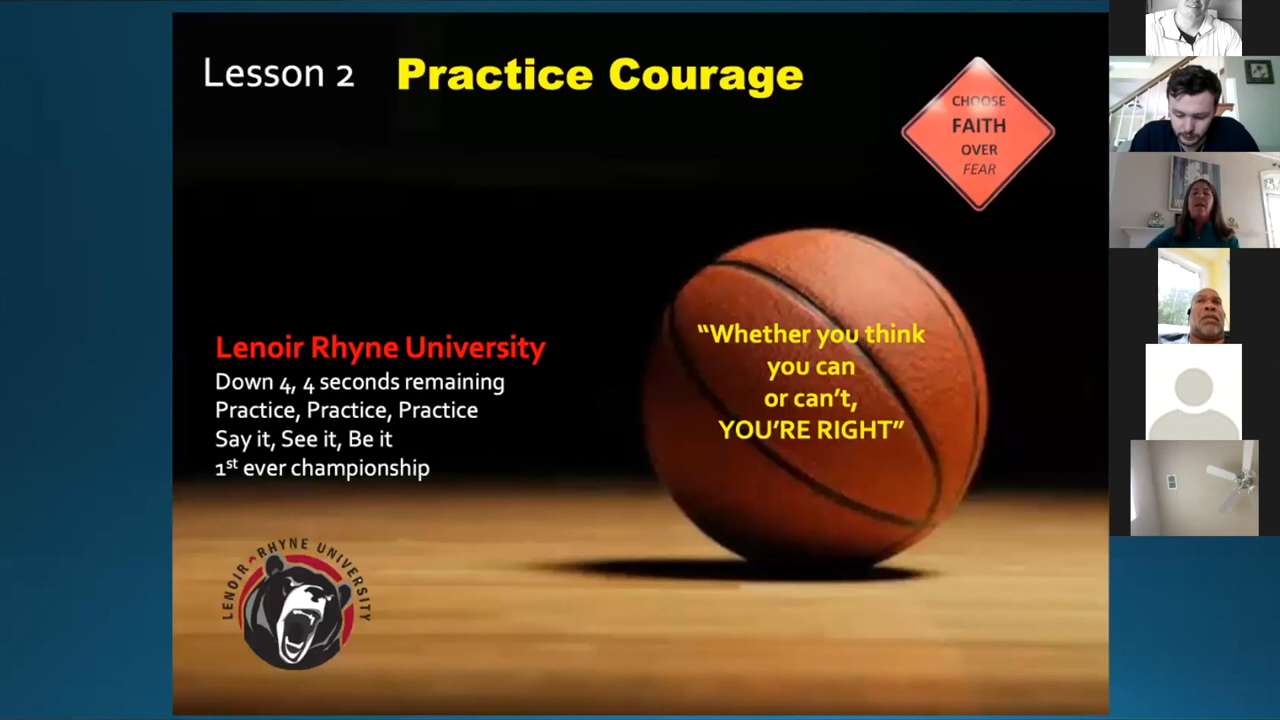 Lesson 2 Practice Courage
CHOOSE
FAITH
OVER
FEAR
Lenoir Rhyne University
Down 4, 4 seconds remaining
Practice, Practice, Practice
Say it, See it, Be it
1st ever championship
“Whether you think
you can
or can’t,
YOU’RE RIGHT”
LENOIR-RHYNE UNIVERSITY